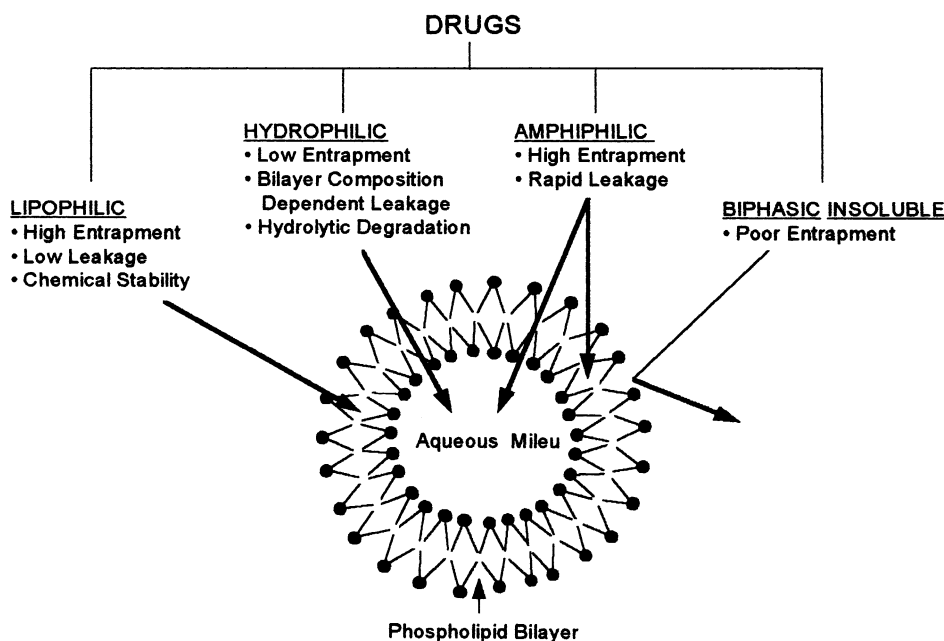 DRUGS
LIPOPHILIC
• High Entrapment
• Low Leakage
• Chemical Stability
HYDROPHILIC
• Low Entrapment
• Bilayer Composition
Dependent Leakage
• Hydrolytic Degradation
AMPHIPHILIC
• High Entrapment
• Rapid Leakage
BIPHASIC INSOLUBLE
• Poor Entrapment
Aqueous Mileu
Phospholipid Bilayer